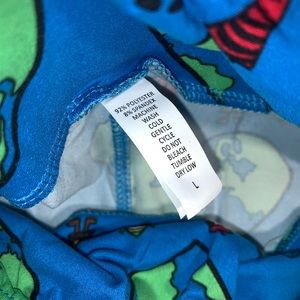 92% POLYESTER
8% SPANDEX
MACHINE
WASH
COLD
GENTLE
CYCLE
DO NOT
BLEACH
TUMBLE
DRY LOW
L